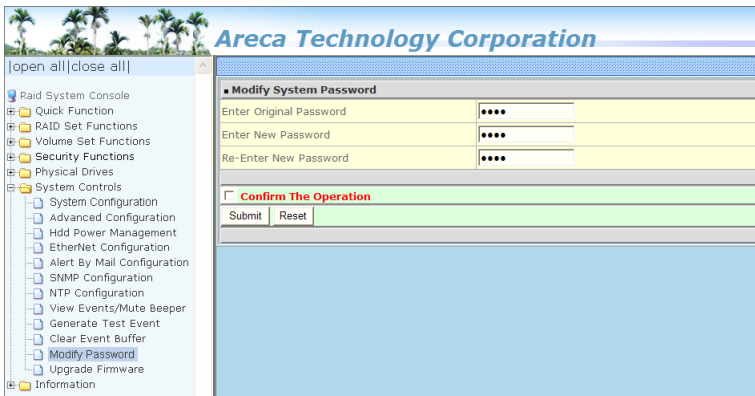 Areca Technology Corporation
|open all|close all|
Raid System Console
Quick Function
RAID Set Functions
Volume Set Functions
Security Functions
Physical Drives
System Controls
System Configuration
Advanced Configuration
Hdd Power Management
EtherNet Configuration
Alert By Mail Configuration
SNMP Configuration
NTP Configuration
View Events/Mute Beeper
Generate Test Event
Clear Event Buffer
Modify Password
Upgrade Firmware
Information
Modify System Password
Enter Original Password ••••
Enter New Password ••••
Re-Enter New Password ••••
Confirm The Operation
Submit Reset